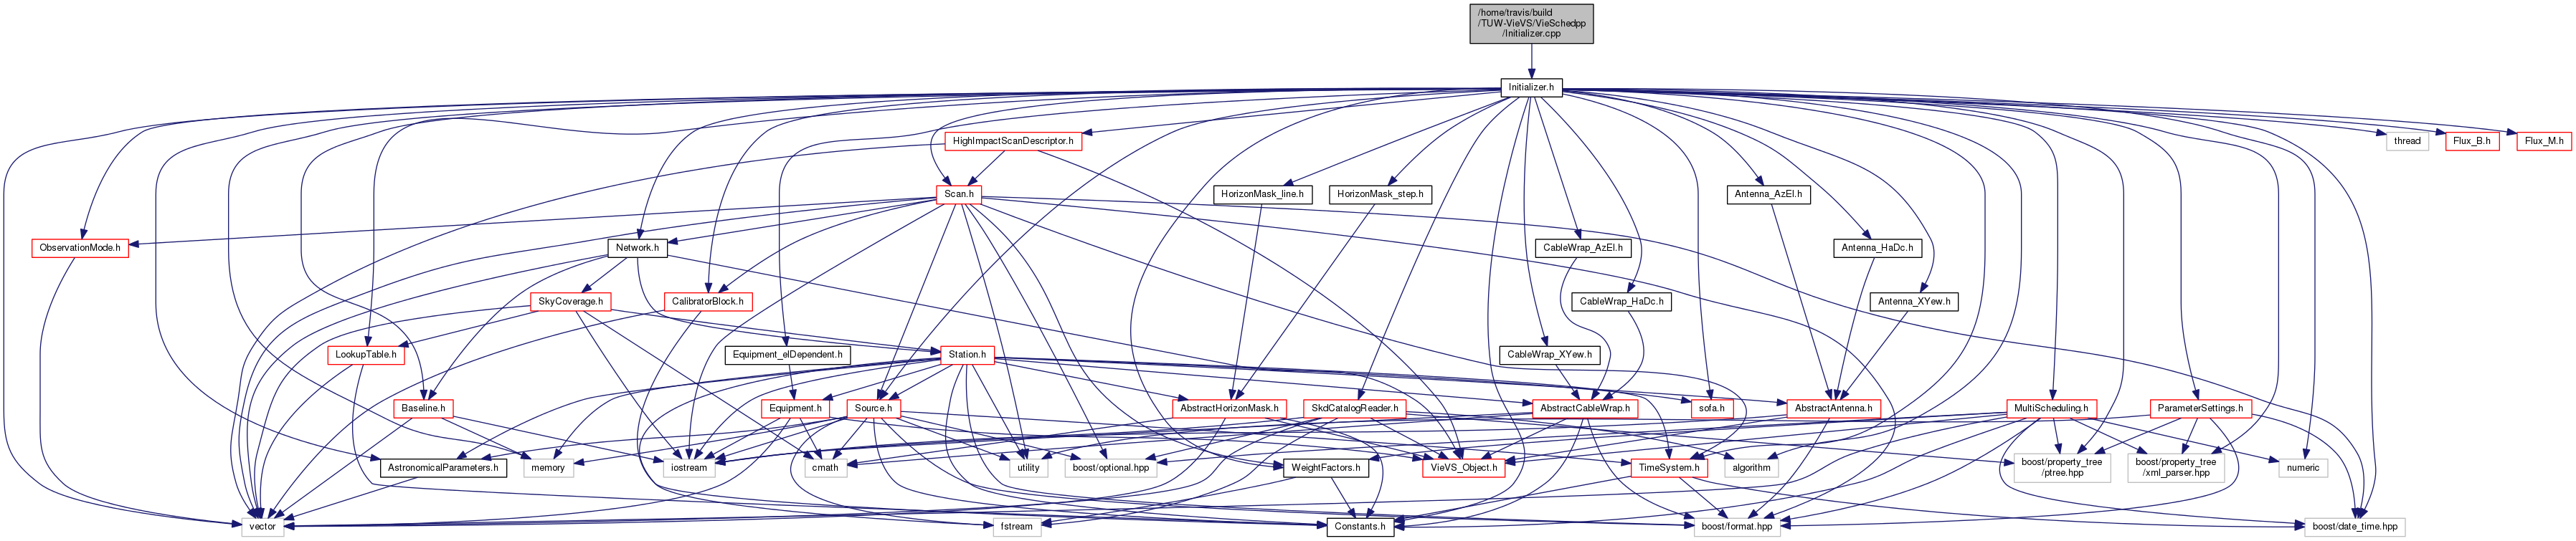 /home/travis/build
/TUW-VieVS/VieSchedpp
/Initializer.cpp
Initializer.h
HighImpactScanDescriptor.h
thread
Flux_B.h
Flux_M.h
Scan.h
HorizonMask_line.h
HorizonMask_step.h
Antenna_AzEl.h
ObservationMode.h
Network.h
CableWrap_AzEl.h
Antenna_HaDc.h
SkyCoverage.h
CalibratorBlock.h
CableWrap_HaDc.h
Antenna_XYew.h
LookupTable.h
Equipment_elDependent.h
Station.h
CableWrap_XYew.h
Baseline.h
Equipment.h
Source.h
AbstractHorizonMask.h
SkdCatalogReader.h
AbstractCableWrap.h
sofa.h
AbstractAntenna.h
MultiScheduling.h
ParameterSettings.h
AstronomicalParameters.h
memory
iostream
cmath
utility
boost/optional.hpp
WeightFactors.h
VieVS_Object.h
TimeSystem.h
algorithm
boost/property_tree
/ptree.hpp
boost/property_tree
/xml_parser.hpp
numeric
vector
fstream
Constants.h
boost/format.hpp
boost/date_time.hpp